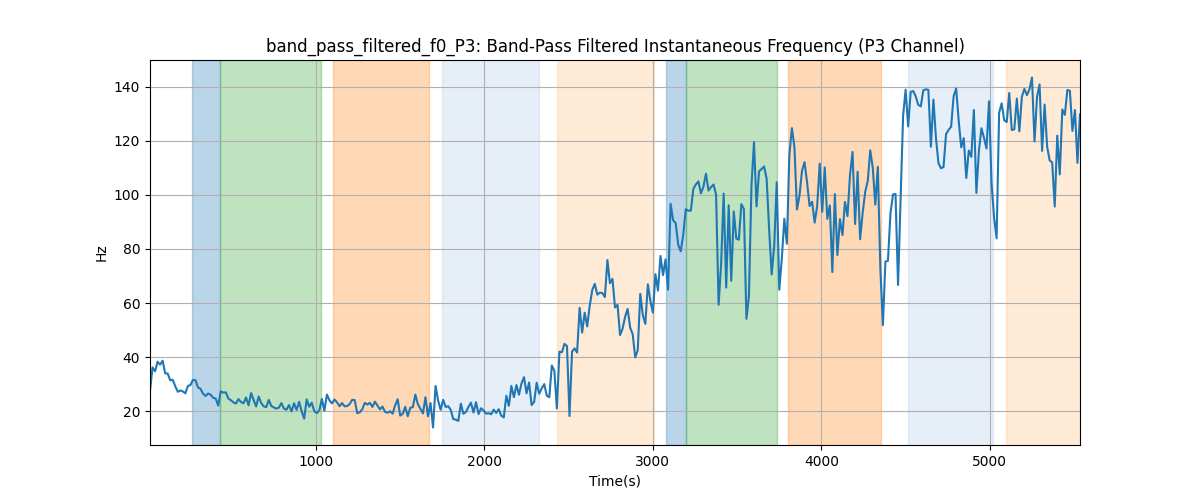 band_pass_filtered_f0_P3: Band-Pass Filtered Instantaneous Frequency (P3 Channel)
140
120
100
80
60
40
20
Hz
1000 2000 3000 4000 5000
Time(s)